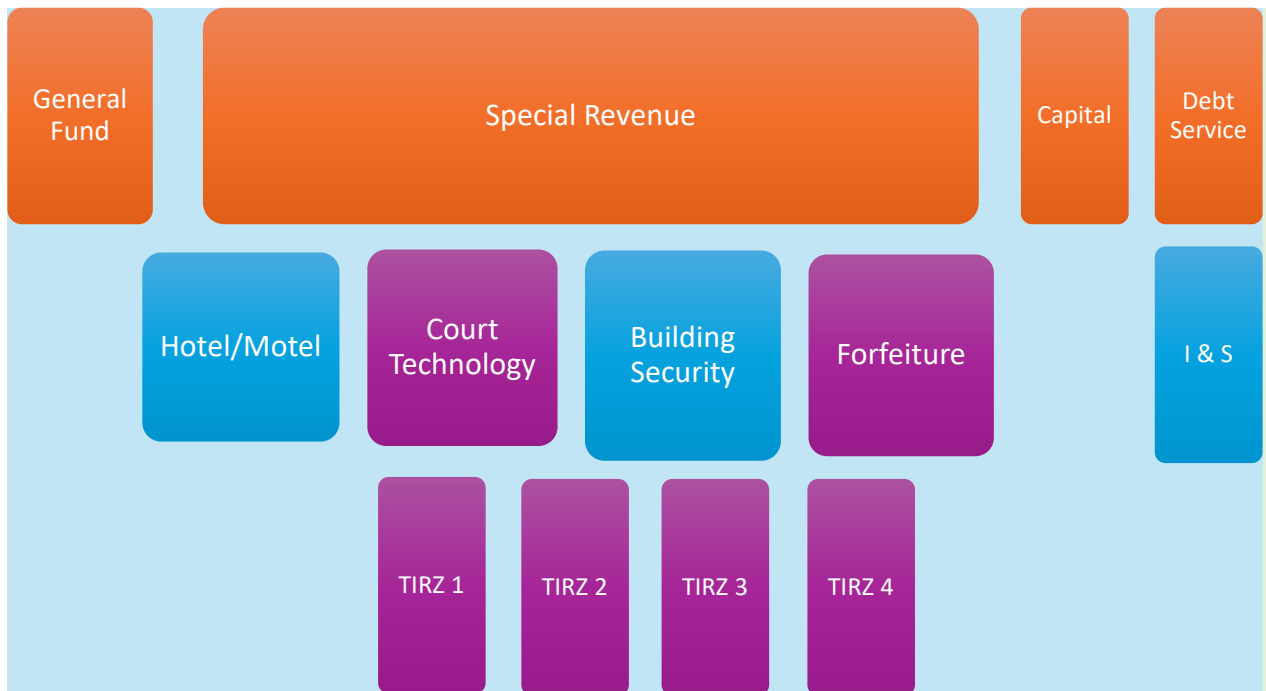 General
Fund
Special Revenue
Capital
Debt
Service
Hotel/Motel
Court
Technology
Building
Security
Forfeiture
I & S
TIRZ 1
TIRZ 2
TIRZ 3
TIRZ 4